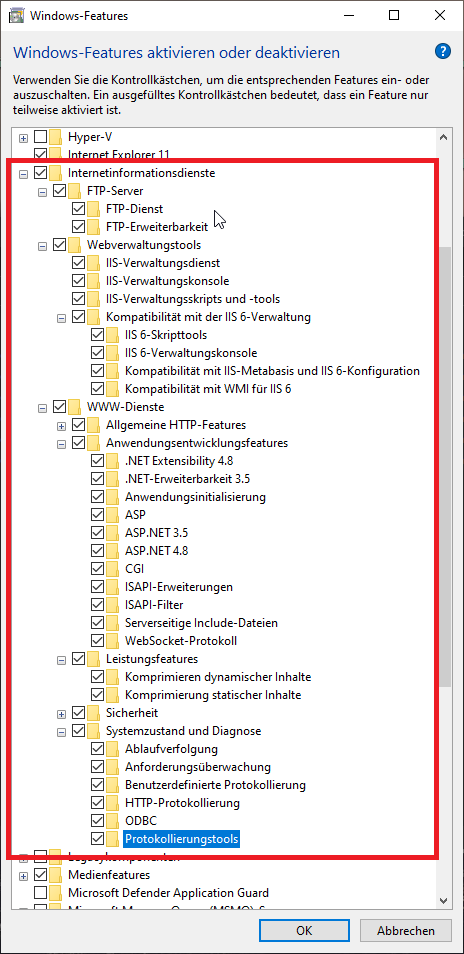 Windows-Features
Windows-Features aktivieren oder deaktivieren
Verwenden Sie die Kontrollkästchen, um die entsprechenden Features ein- oder
auszuschalten. Ein ausgefülltes Kontrollkästchen bedeutet, dass ein Feature nur
teilweise aktiviert ist.
Hyper-V
Internet Explorer 11
Internetinformationsdienste
FTP-Server
FTP-Dienst
FTP-Erweiterbarkeit
Webverwaltungstools
IIS-Verwaltungsdienst
IIS-Verwaltungskonsole
IIS-Verwaltungsskripts und -tools
Kompatibilität mit der IIS 6-Verwaltung
IIS 6-Skripttools
IIS 6-Verwaltungskonsole
Kompatibilität mit IIS-Metabasis und IIS 6-Konfiguration
Kompatibilität mit WMI für IIS 6
WWW-Dienste
Allgemeine HTTP-Features
Anwendungsentwicklungsfeatures
.NET Extensibility 4.8
.NET-Erweiterbarkeit 3.5
Anwendungsinitialisierung
ASP
ASP.NET 3.5
ASP.NET 4.8
CGI
ISAPI-Erweiterungen
ISAPI-Filter
Serverseitige Include-Dateien
WebSocket-Protokoll
Leistungsfeatures
Komprimieren dynamischer Inhalte
Komprimierung statischer Inhalte
Sicherheit
Systemzustand und Diagnose
Ablaufverfolgung
Anforderungsüberwachung
Benutzerdefinierte Protokollierung
HTTP-Protokollierung
ODBC
Protokollierungstools
Legacykomponenten
Medienfeatures
Microsoft Defender Application Guard
OK
Abbrechen